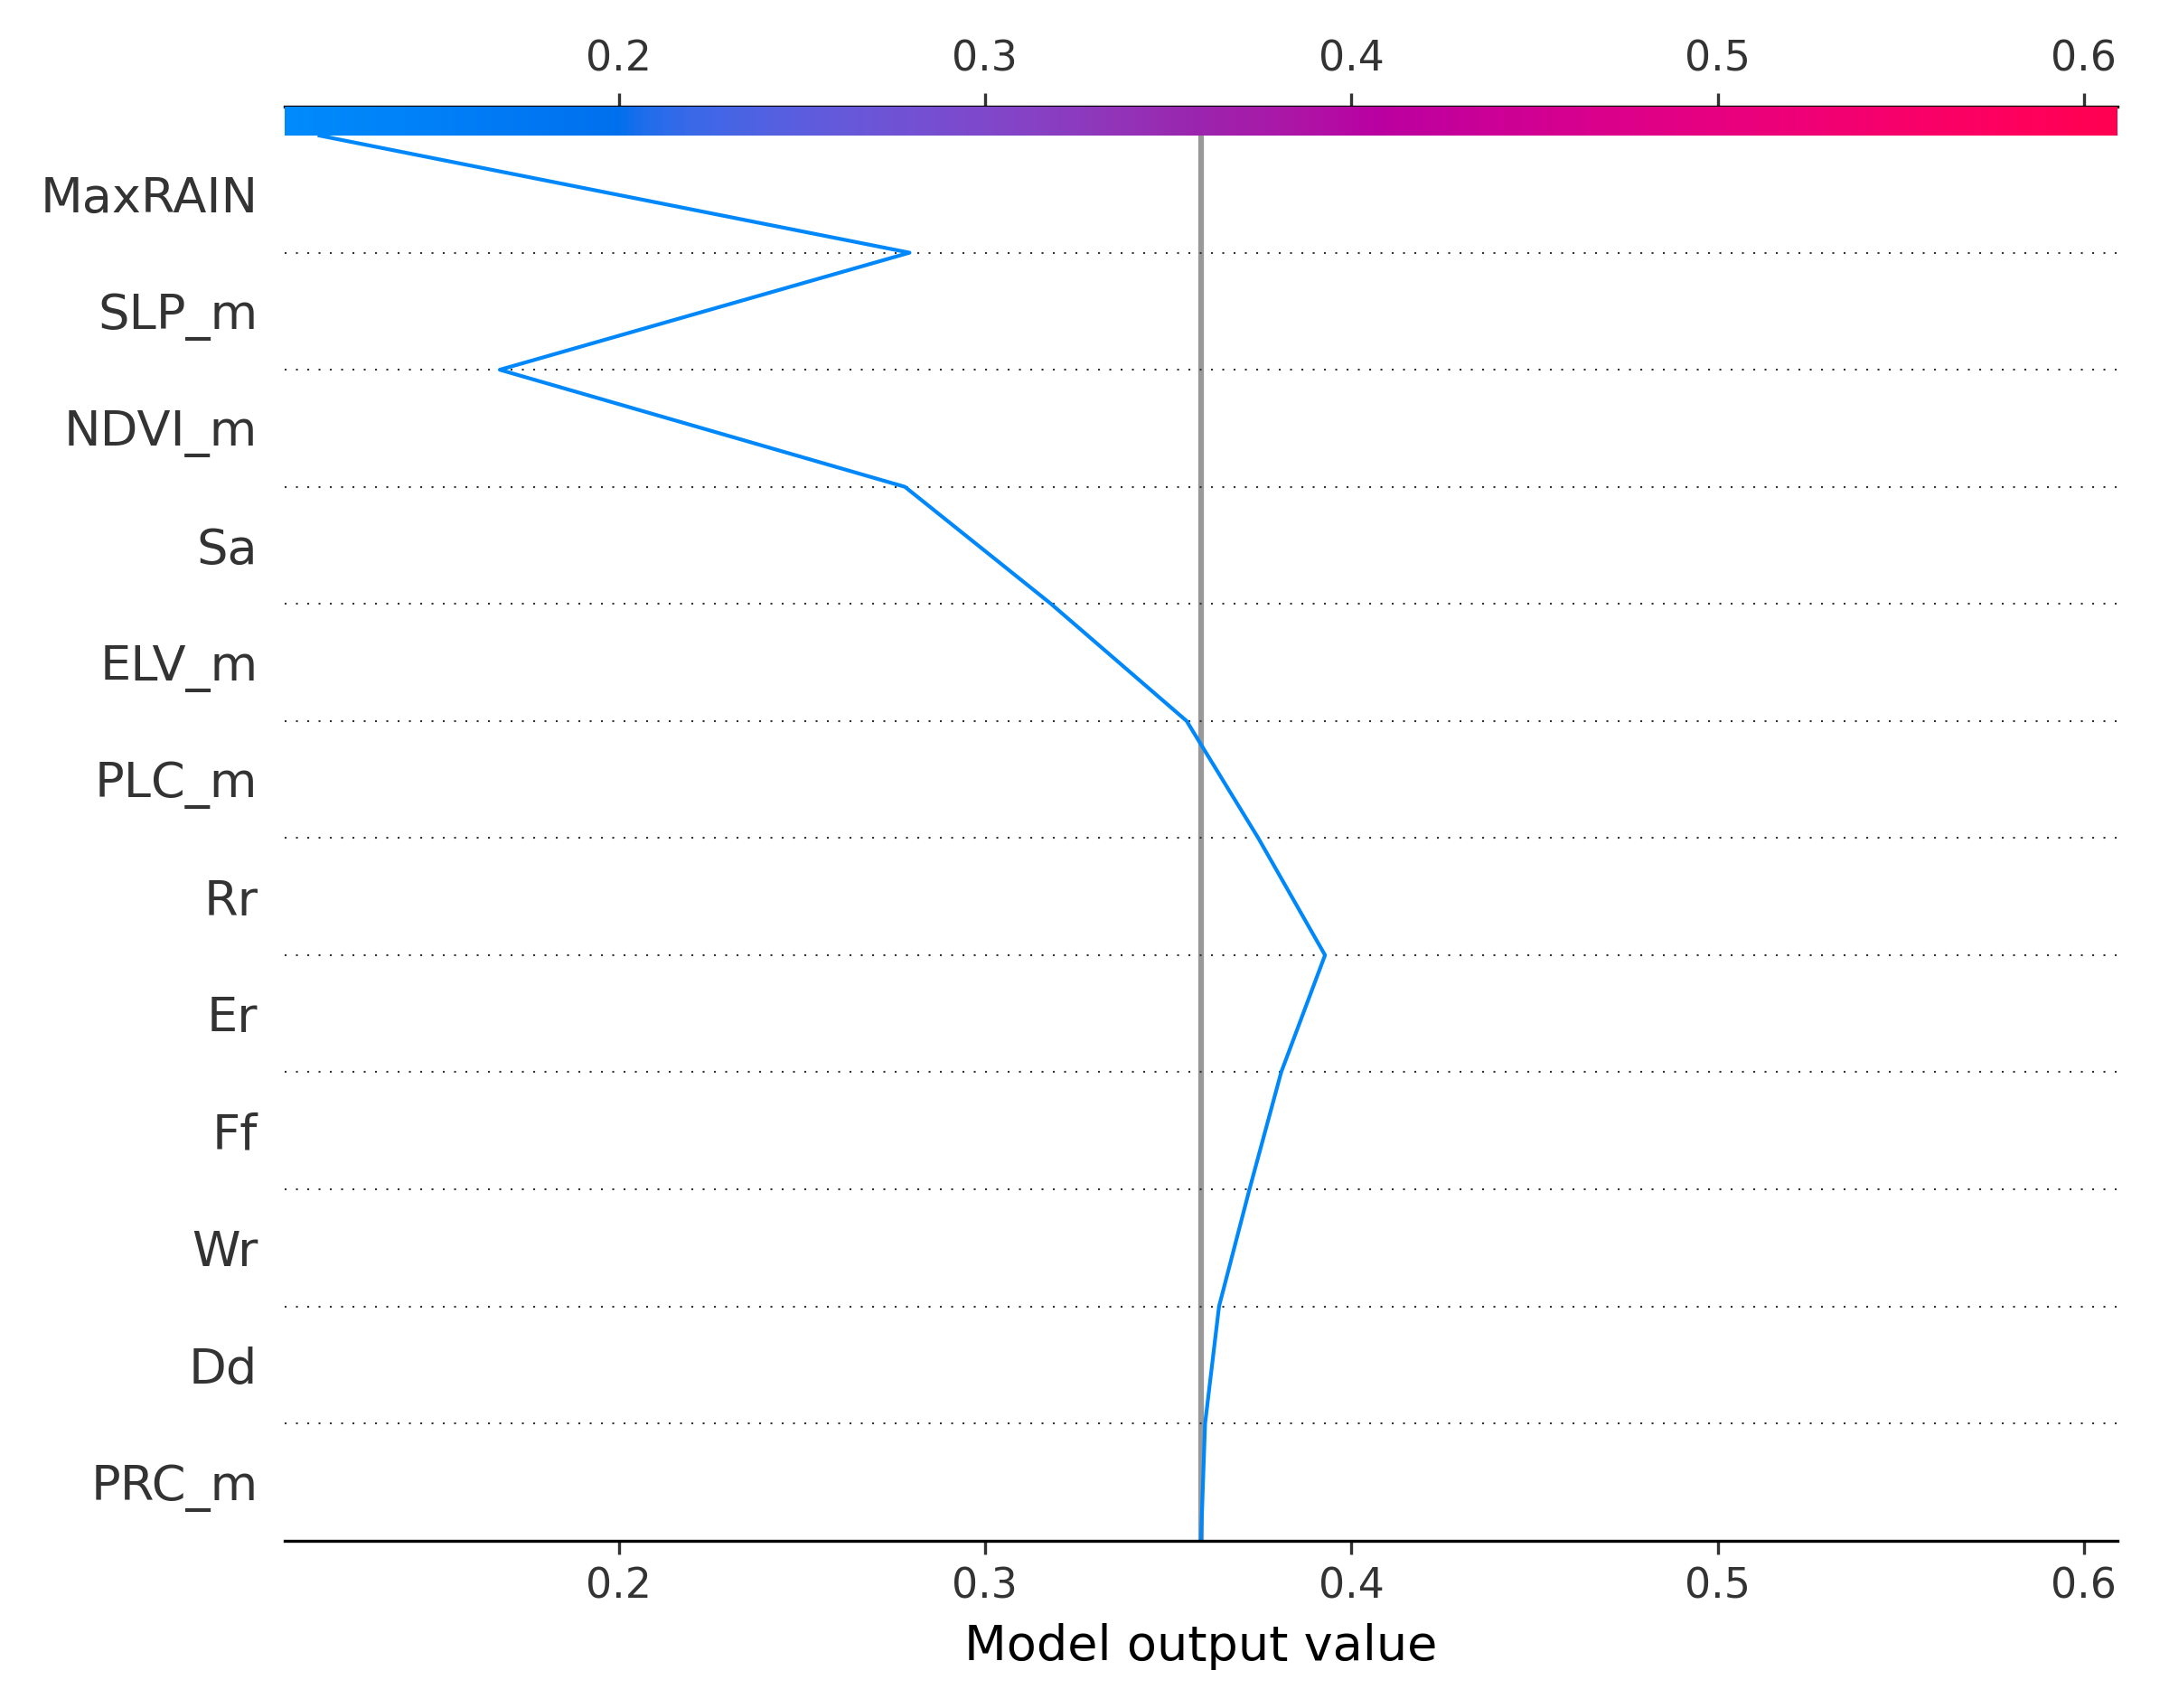 0.2 0.3 0.4 0.5 0.6
MaxRAIN
SLP_m
NDVI_m
Sa
ELV_m
PLC_m
Rr
Er
Ff
Wr
Dd
PRC_m
0.2 0.3 0.4 0.5 0.6
Model output value